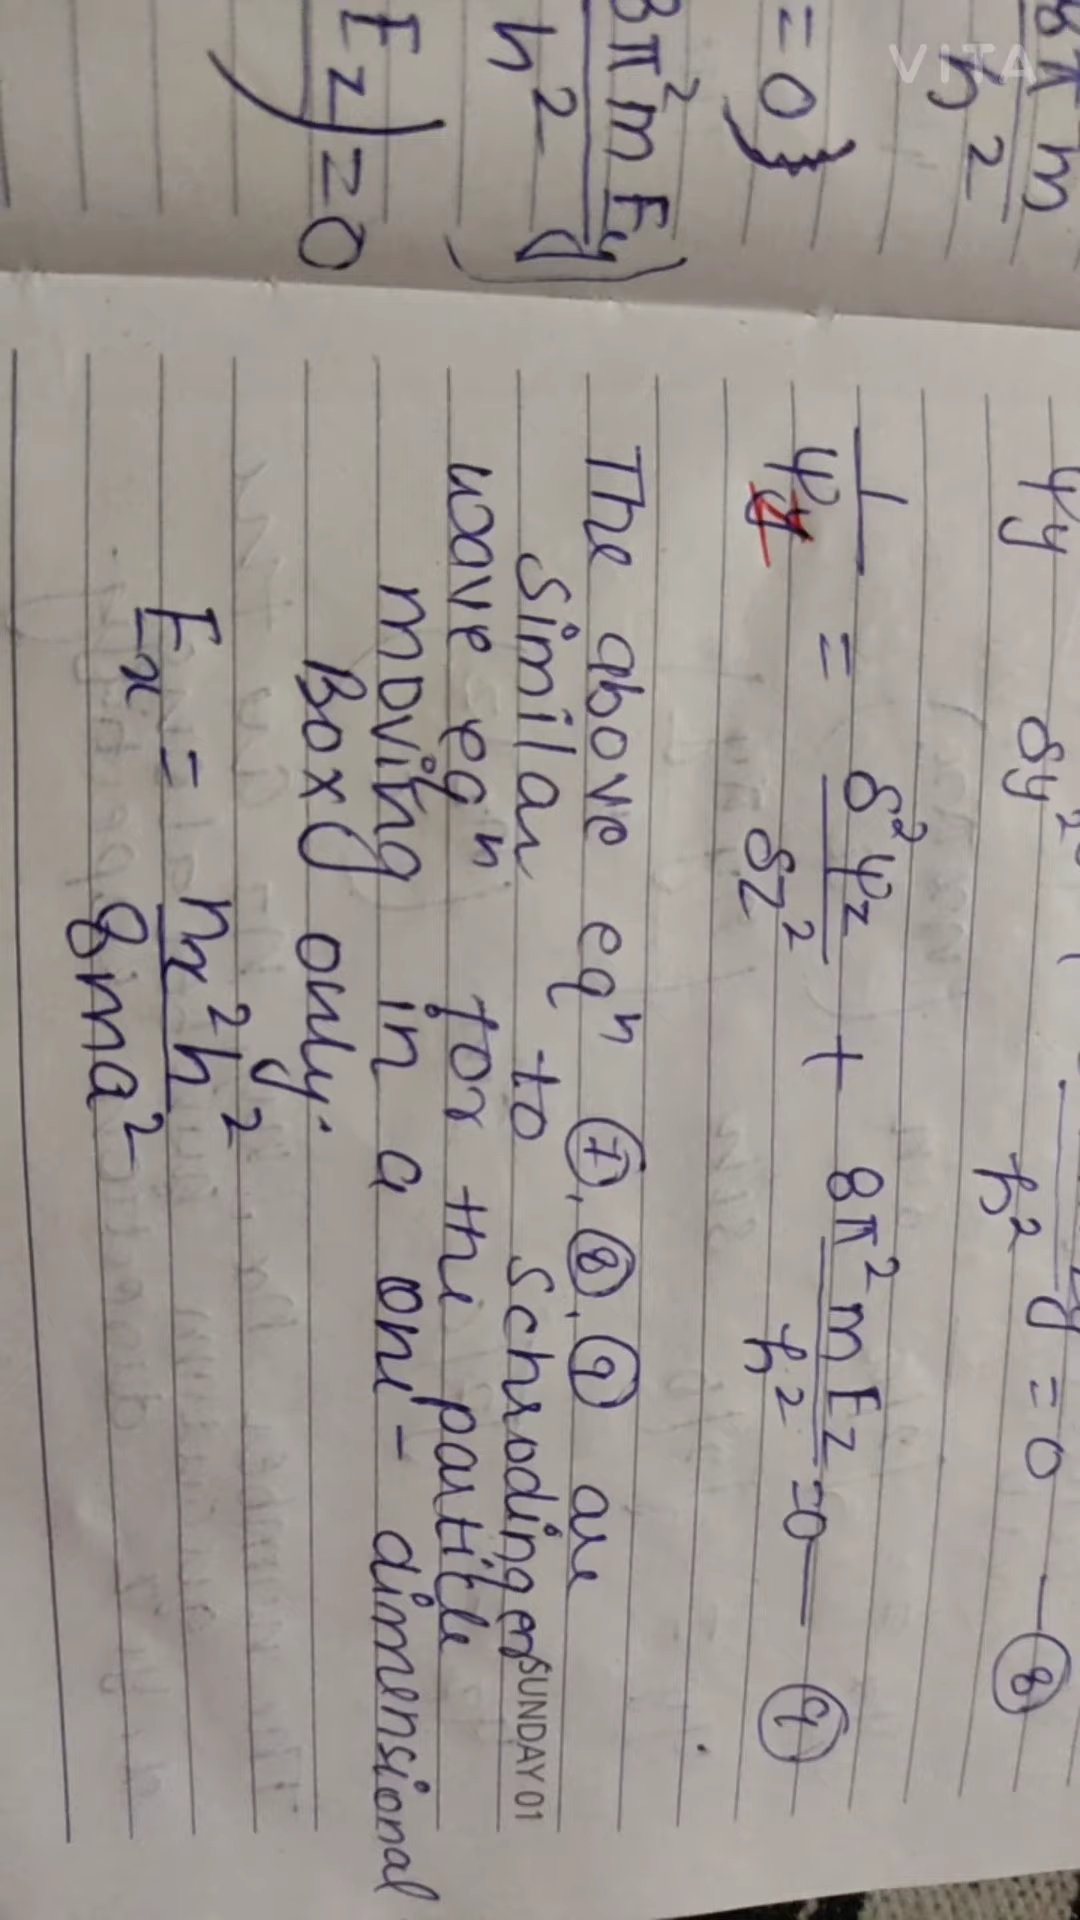 VITA
8πm
h²
= 0}
8π²mEy)
h²
Ez) = 0
ψy δy² h² y = 0 — ⑧
1/ψz = δ²ψz/δz² + 8π²mEz/h² = 0 — ⑨
The above eqⁿ ⑦, ⑧, ⑨ are
similar to Schrodinger
wave eqⁿ for the particle
moving in a one - dimensional
Box only.
Ex = nx²h²/8ma²
SUNDAY 01